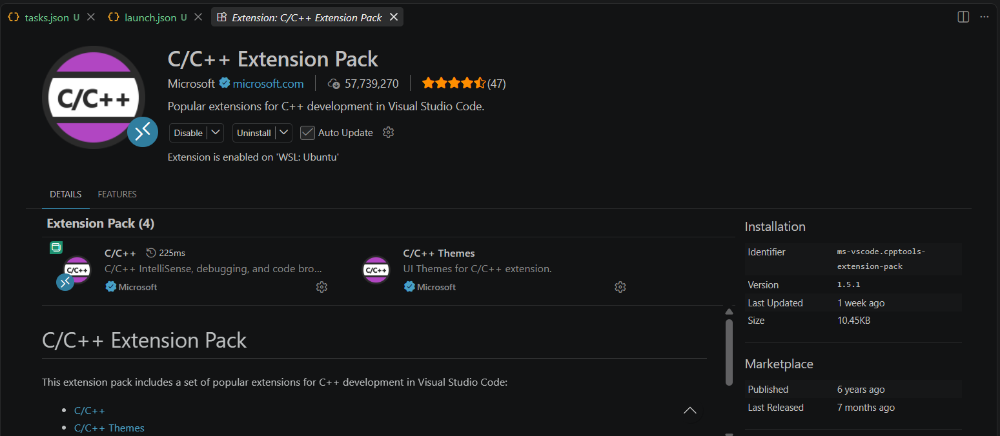 tasks.json U
launch.json U
Extension: C/C++ Extension Pack
C/C++
C/C++ Extension Pack
Microsoft microsoft.com 57,739,270 (47)
Popular extensions for C++ development in Visual Studio Code.
Disable Uninstall Auto Update
Extension is enabled on 'WSL: Ubuntu'
DETAILS FEATURES
Extension Pack (4)
C/C++
C/C++ 225ms
C/C++ IntelliSense, debugging, and code bro...
Microsoft
C/C++
C/C++ Themes
UI Themes for C/C++ extension.
Microsoft
C/C++ Extension Pack
This extension pack includes a set of popular extensions for C++ development in Visual Studio Code:
C/C++
C/C++ Themes
Installation
Identifier ms-vscode.cpptools-
extension-pack
Version 1.5.1
Last Updated 1 week ago
Size 10.45KB
Marketplace
Published 6 years ago
Last Released 7 months ago